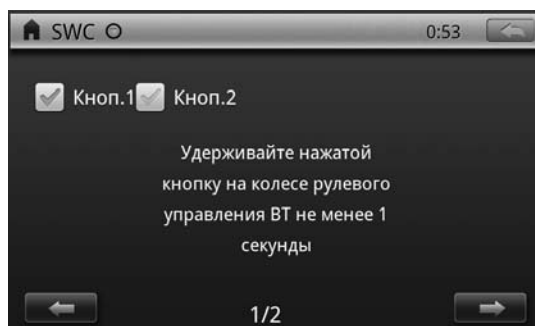 SWC 0:53
Кноп.1 Кноп.2
Удерживайте нажатой
кнопку на колесе рулевого
управления ВТ не менее 1
секунды
1/2